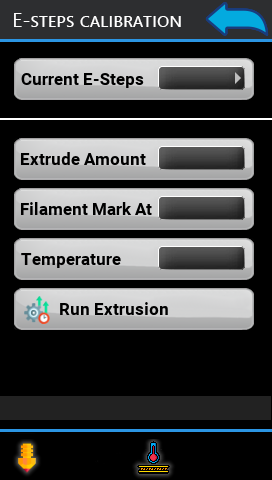 E-STEPS CALIBRATION
Current E-Steps
Extrude Amount
Filament Mark At
Temperature
Run Extrusion